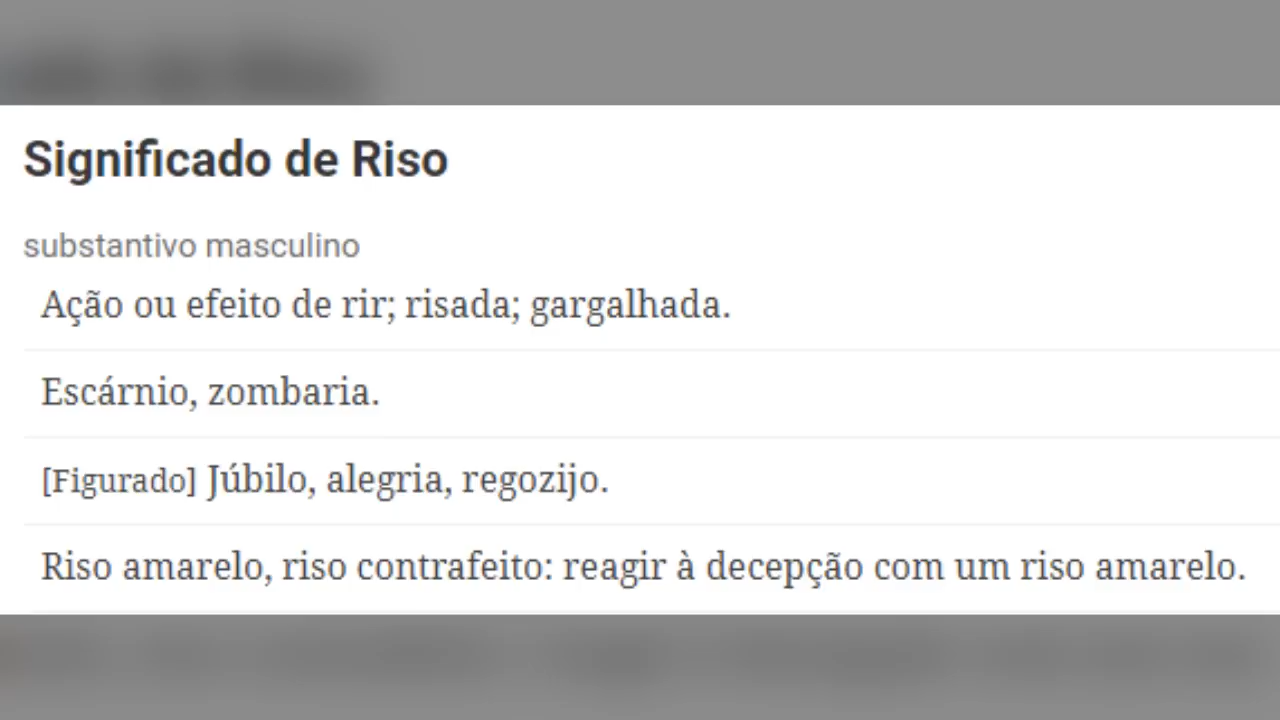 Significado de Riso
substantivo masculino
Ação ou efeito de rir; risada; gargalhada.
Escárnio, zombaria.
[Figurado] Júbilo, alegria, regozijo.
Riso amarelo, riso contrafeito: reagir à decepção com um riso amarelo.